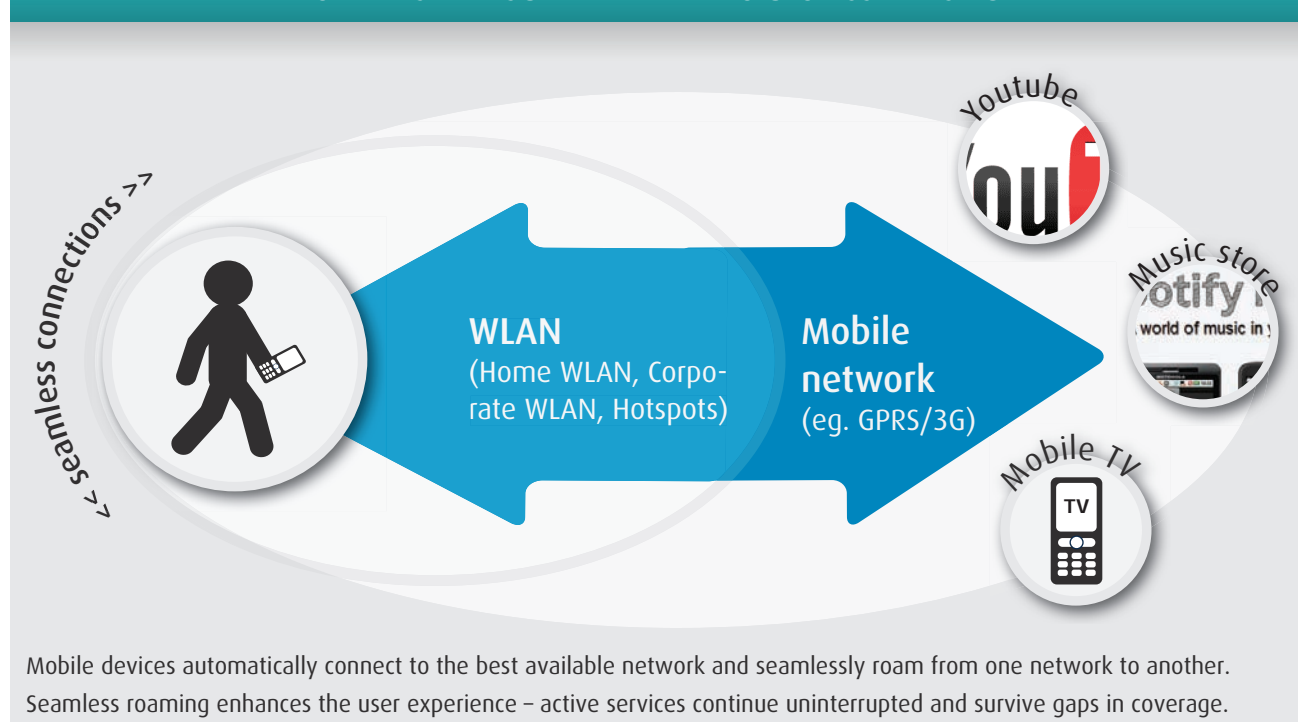 Youtube
You
<< seamless connections >>
Music store
otify
world of music in
WLAN
(Home WLAN, Corpo-
rate WLAN, Hotspots)
Mobile
network
(eg. GPRS/3G)
Mobile TV
TV
Mobile devices automatically connect to the best available network and seamlessly roam from one network to another.
Seamless roaming enhances the user experience – active services continue uninterrupted and survive gaps in coverage.